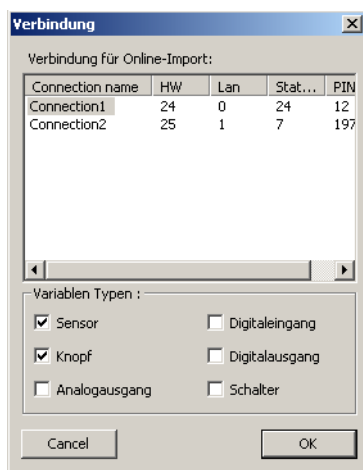 Verbindung
Verbindung für Online-Import:
Connection name HW Lan Stat... PIN
Connection1 24 0 24 12
Connection2 25 1 7 197
Variablen Typen :
Sensor Digitaleingang
Knopf Digitalausgang
Analogausgang Schalter
Cancel OK